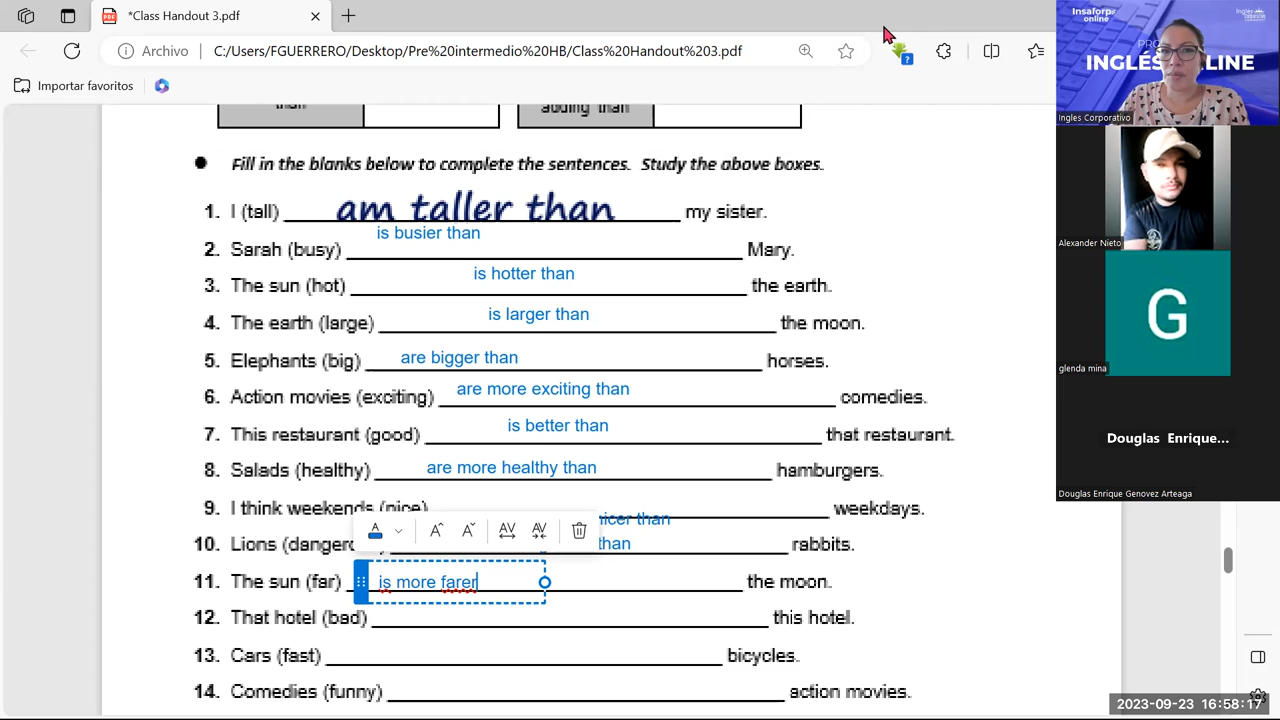 *Class Handout 3.pdf
Archivo
C:/Users/FGUERRERO/Desktop/Pre%20intermedio%20HB/Class%20Handout%203.pdf
Importar favoritos
than
adding than
Fill in the blanks below to complete the sentences. Study the above boxes.
1. I (tall) am taller than my sister.
2. Sarah (busy) is busier than Mary.
3. The sun (hot) is hotter than the earth.
4. The earth (large) is larger than the moon.
5. Elephants (big) are bigger than horses.
6. Action movies (exciting) are more exciting than comedies.
7. This restaurant (good) is better than that restaurant.
8. Salads (healthy) are more healthy than hamburgers.
9. I think weekends (nice) nicer than weekdays.
10. Lions than rabbits.
11. The sun (far) is more farer the moon.
12. That hotel (bad) this hotel.
13. Cars (fast) bicycles.
14. Comedies (funny) action movies.
Insaforp online
INGLÉS LINE
Ingles Corporativo
Alexander Nieto
G
glenda mina
Douglas Enrique...
Douglas Enrique Genovez Arteaga
2023-09-23 16:58:17